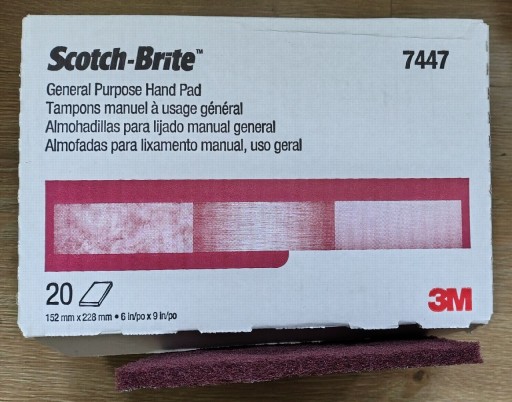 Scotch-Brite™
7447
General Purpose Hand Pad
Tampons manuel à usage général
Almohadillas para lijado manual general
Almofadas para lixamento manual, uso geral
20
152 mm x 228 mm • 6 in/po x 9 in/po
3M